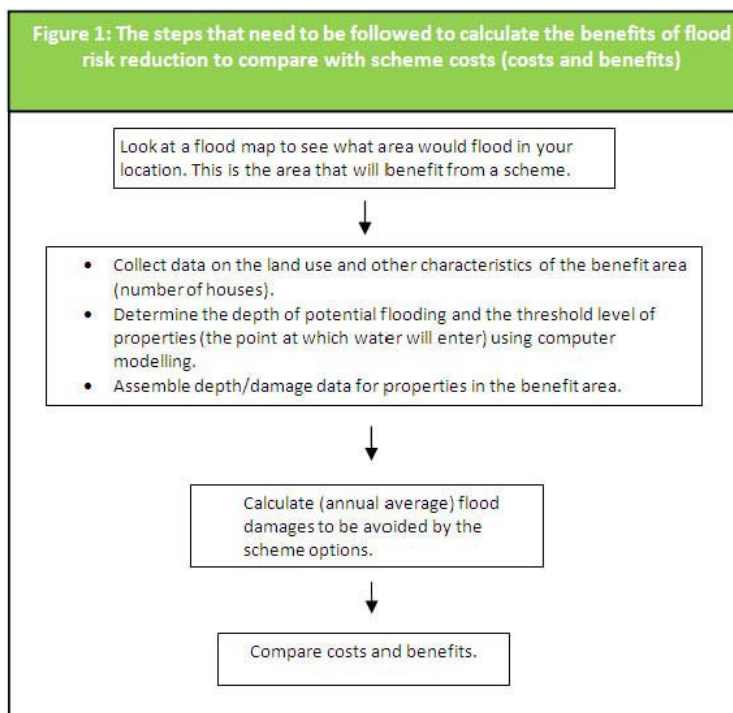 Figure 1: The steps that need to be followed to calculate the benefits of flood
risk reduction to compare with scheme costs (costs and benefits)
Look at a flood map to see what area would flood in your
location. This is the area that will benefit from a scheme.
• Collect data on the land use and other characteristics of the benefit area
(number of houses).
• Determine the depth of potential flooding and the threshold level of
properties (the point at which water will enter) using computer
modelling.
• Assemble depth/damage data for properties in the benefit area.
Calculate (annual average) flood
damages to be avoided by the
scheme options.
Compare costs and benefits.